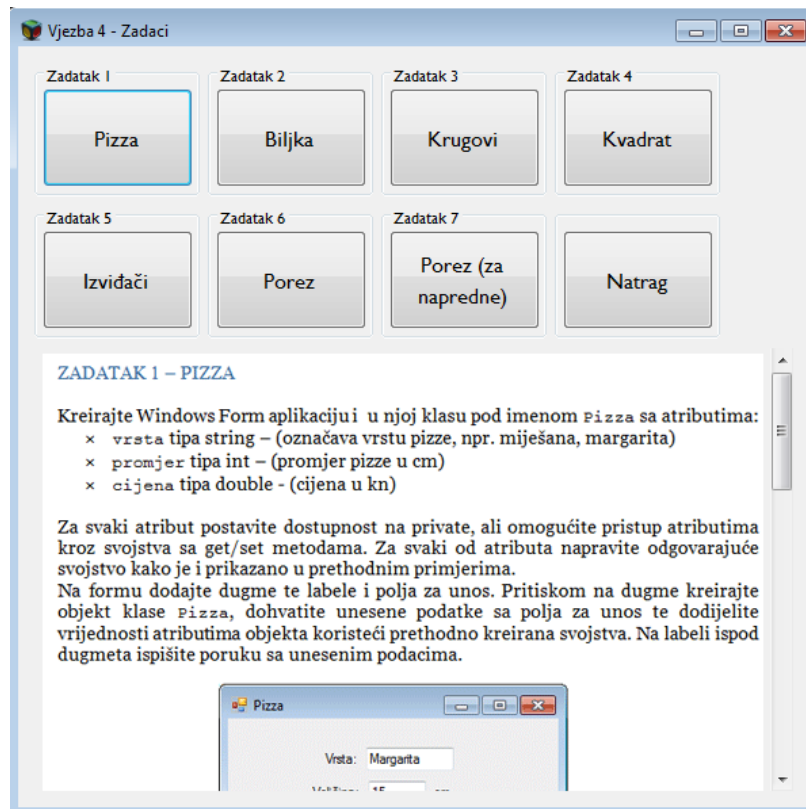 Vjezba 4 - Zadaci
Zadatak 1
Zadatak 2
Zadatak 3
Zadatak 4
Pizza
Biljka
Krugovi
Kvadrat
Zadatak 5
Zadatak 6
Zadatak 7
Izviđači
Porez
Porez (za
napredne)
Natrag
ZADATAK 1 – PIZZA
Kreirajte Windows Form aplikaciju i u njoj klasu pod imenom Pizza sa atributima:
× vrsta tipa string – (označava vrstu pizze, npr. miješana, margarita)
× promjer tipa int – (promjer pizze u cm)
× cijena tipa double - (cijena u kn)
Za svaki atribut postavite dostupnost na private, ali omogućite pristup atributima
kroz svojstva sa get/set metodama. Za svaki od atributa napravite odgovarajuće
svojstvo kako je i prikazano u prethodnim primjerima.
Na formu dodajte dugme te labele i polja za unos. Pritiskom na dugme kreirajte
objekt klase Pizza, dohvatite unesene podatke sa polja za unos te dodijelite
vrijednosti atributima objekta koristeći prethodno kreirana svojstva. Na labeli ispod
dugmeta ispišite poruku sa unesenim podacima.
Pizza
Vrsta: Margarita